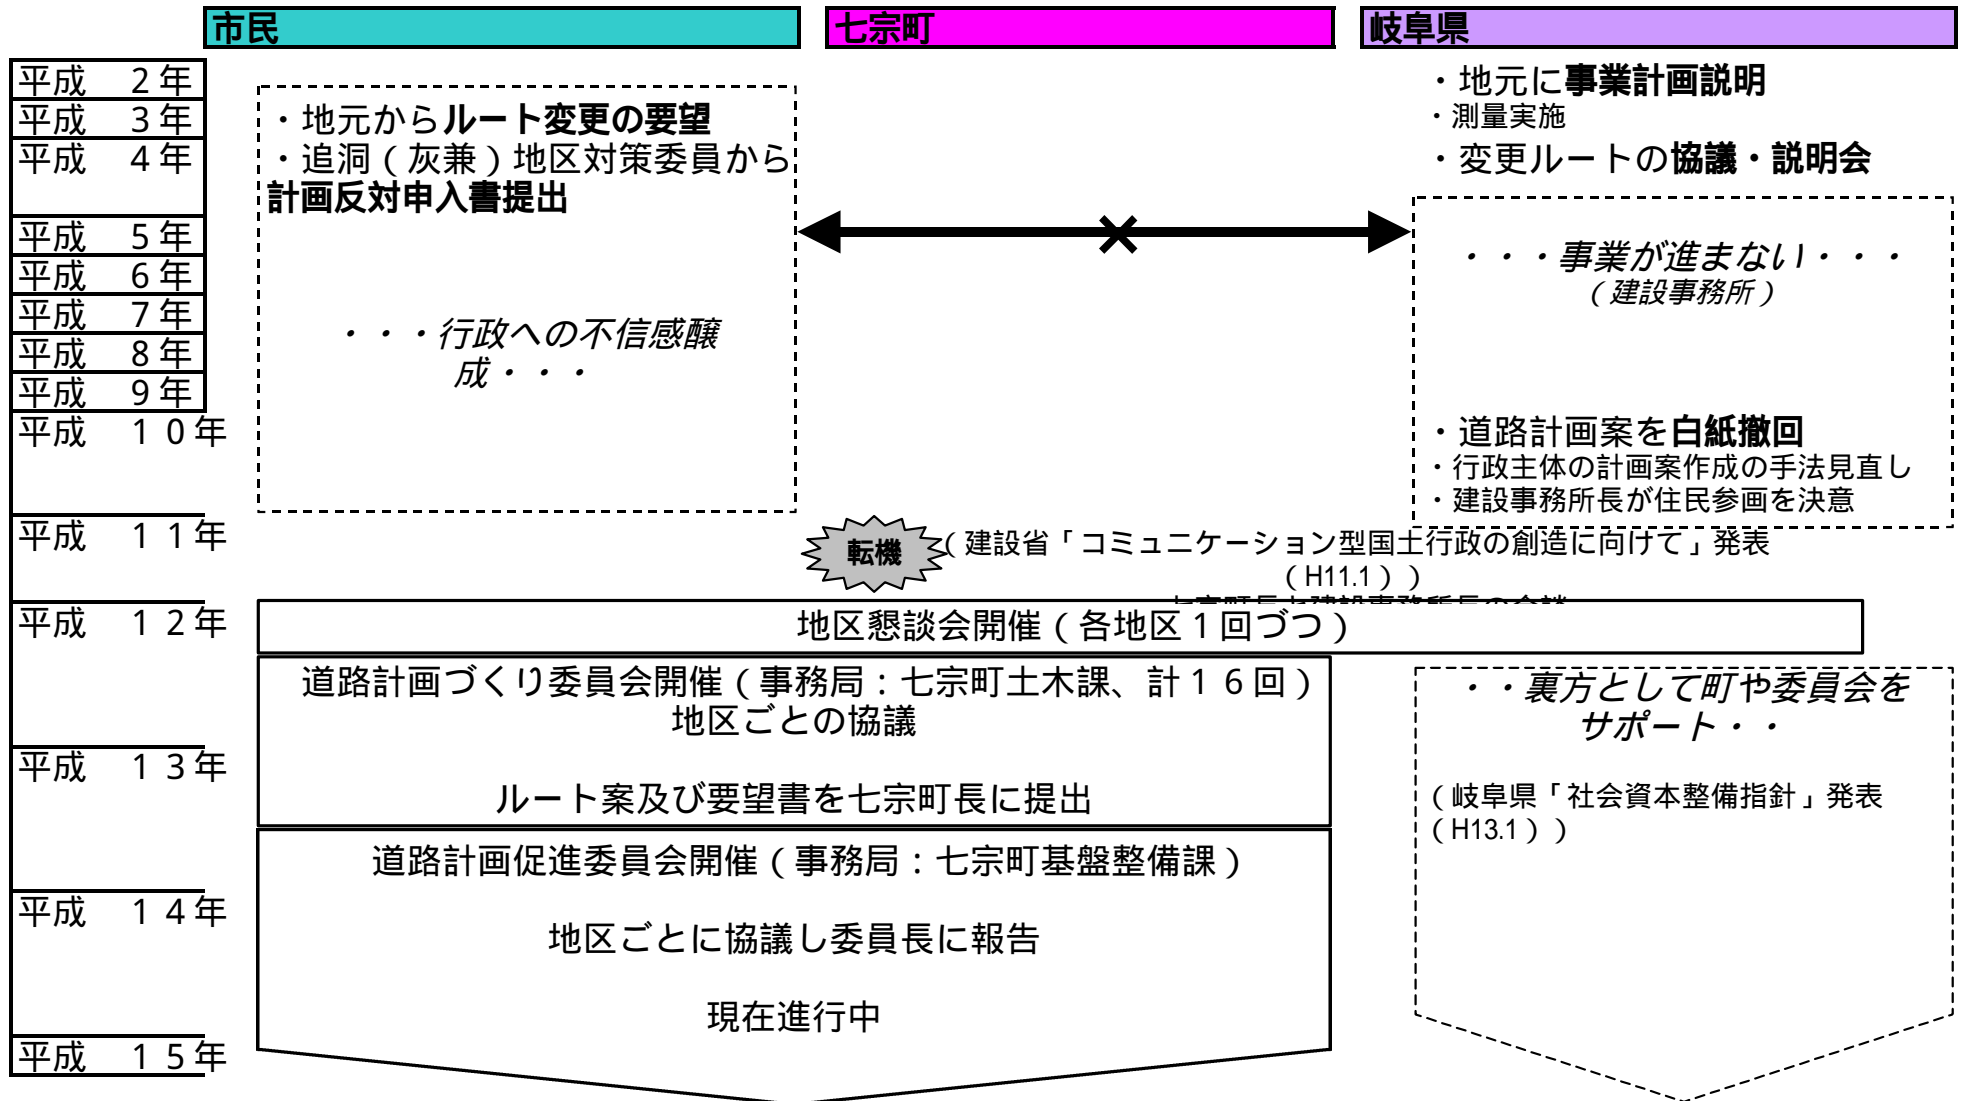 市民
七宗町
岐阜県
平成 2年
平成 3年
平成 4年
平成 5年
平成 6年
平成 7年
平成 8年
平成 9年
平成 10年
平成 11年
平成 12年
平成 13年
平成 14年
平成 15年
・地元からルート変更の要望
・追洞（灰兼）地区対策委員から
計画反対申入書提出
・・・行政への不信感醸
成・・・
・地元に事業計画説明
・測量実施
・変更ルートの協議・説明会
・・・事業が進まない・・・
（建設事務所）
・道路計画案を白紙撤回
・行政主体の計画案作成の手法見直し
・建設事務所長が住民参画を決意
転機
（建設省「コミュニケーション型国土行政の創造に向けて」発表
（H11.1））
地区懇談会開催（各地区1回づつ）
道路計画づくり委員会開催（事務局：七宗町土木課、計16回）
地区ごとの協議
ルート案及び要望書を七宗町長に提出
道路計画促進委員会開催（事務局：七宗町基盤整備課）
地区ごとに協議し委員長に報告
現在進行中
・・裏方として町や委員会を
サポート・・
（岐阜県「社会資本整備指針」発表
（H13.1））